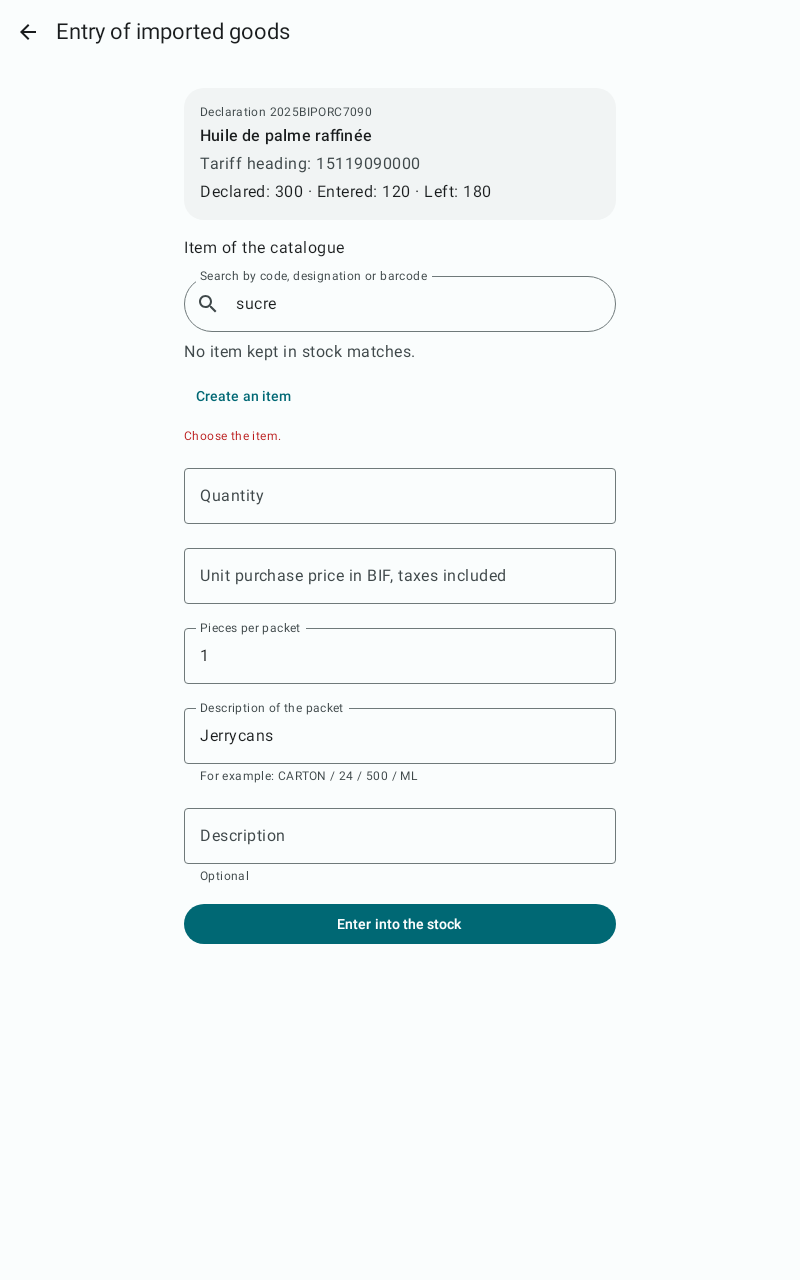 Entry of imported goods
Declaration 2025BIPORC7090
Huile de palme raffinée
Tariff heading: 15119090000
Declared: 300 · Entered: 120 · Left: 180
Item of the catalogue
Search by code, designation or barcode
sucre
No item kept in stock matches.
Create an item
Choose the item.
Quantity
Unit purchase price in BIF, taxes included
Pieces per packet
1
Description of the packet
Jerrycans
For example: CARTON / 24 / 500 / ML
Description
Optional
Enter into the stock